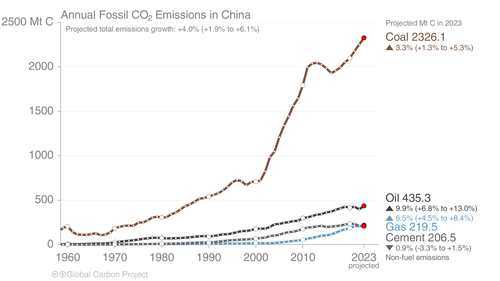 Annual Fossil CO₂ Emissions in China
Projected total emissions growth: +4.0% (+1.9% to +6.1%)
2500 Mt C
2000
1500
1000
500
0
1960
1970
1980
1990
2000
2010
2023
projected
Projected Mt C in 2023
Coal 2326.1
▲ 3.3% (+1.3% to +5.3%)
Oil 435.3
▲ 9.9% (+6.8% to +13.0%)
▲ 6.5% (+4.5% to +8.4%)
Gas 219.5
Cement 206.5
▼ 0.9% (-3.3% to +1.5%)
Non-fuel emissions
Global Carbon Project